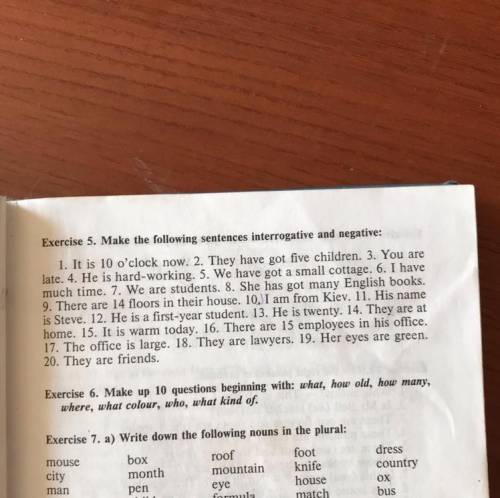 Exercise 5. Make the following sentences interrogative and negative:
1. It is 10 o'clock now. 2. They have got five children. 3. You are
late. 4. He is hard-working. 5. We have got a small cottage. 6. I have
much time. 7. We are students. 8. She has got many English books.
9. There are 14 floors in their house. 10. I am from Kiev. 11. His name
is Steve. 12. He is a first-year student. 13. He is twenty. 14. They are at
home. 15. It is warm today. 16. There are 15 employees in his office.
17. The office is large. 18. They are lawyers. 19. Her eyes are green.
20. They are friends.
Exercise 6. Make up 10 questions beginning with: what, how old, how many,
where, what colour, who, what kind of.
Exercise 7. a) Write down the following nouns in the plural:
mouse box roof foot dress
city month mountain knife country
man pen eye house ox
formula match bus